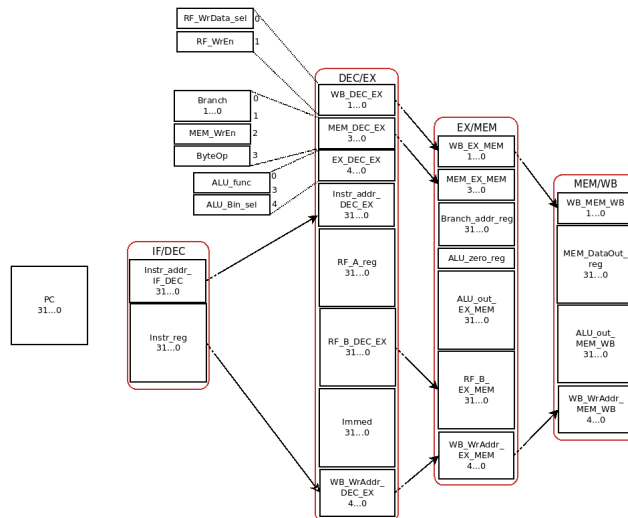 RF_WrData_sel
0
RF_WrEn
1
Branch
1...0
0
1
MEM_WrEn
2
ByteOp
3
ALU_func
0
3
ALU_Bin_sel
4
PC
31...0
IF/DEC
Instr_addr_
IF_DEC
31...0
Instr_reg
31...0
DEC/EX
WB_DEC_EX
1...0
MEM_DEC_EX
3...0
EX_DEC_EX
4...0
Instr_addr_
DEC_EX
31...0
RF_A_reg
31...0
RF_B_DEC_EX
31...0
Immed
31...0
WB_WrAddr_
DEC_EX
4...0
EX/MEM
WB_EX_MEM
1...0
MEM_EX_MEM
3...0
Branch_addr_reg
31...0
ALU_zero_reg
ALU_out_
EX_MEM
31...0
RF_B_
EX_MEM
31...0
WB_WrAddr_
EX_MEM
4...0
MEM/WB
WB_MEM_WB
1...0
MEM_DataOut_
reg
31...0
ALU_out_
MEM_WB
31...0
WB_WrAddr_
MEM_WB
4...0